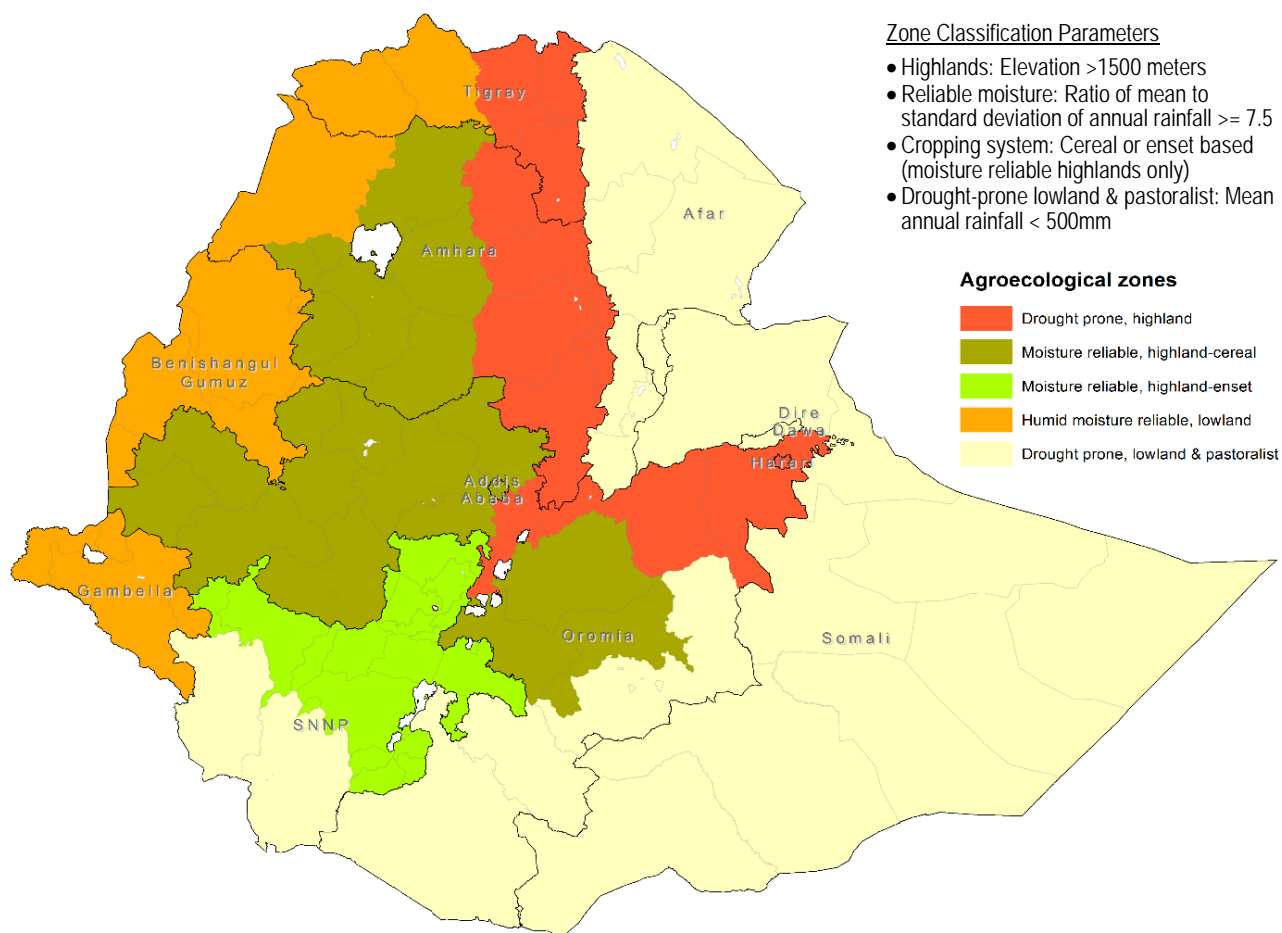 Zone Classification Parameters
• Highlands: Elevation >1500 meters
• Reliable moisture: Ratio of mean to
standard deviation of annual rainfall >= 7.5
• Cropping system: Cereal or enset based
(moisture reliable highlands only)
• Drought-prone lowland & pastoralist: Mean
annual rainfall < 500mm
Agroecological zones
Drought prone, highland
Moisture reliable, highland-cereal
Moisture reliable, highland-enset
Humid moisture reliable, lowland
Drought prone, lowland & pastoralist
Tigray
Afar
Amhara
Benishangul
Gumuz
Dire
Dawa
Harari
Addis
Ababa
Gambella
Oromia
Somali
SNNP